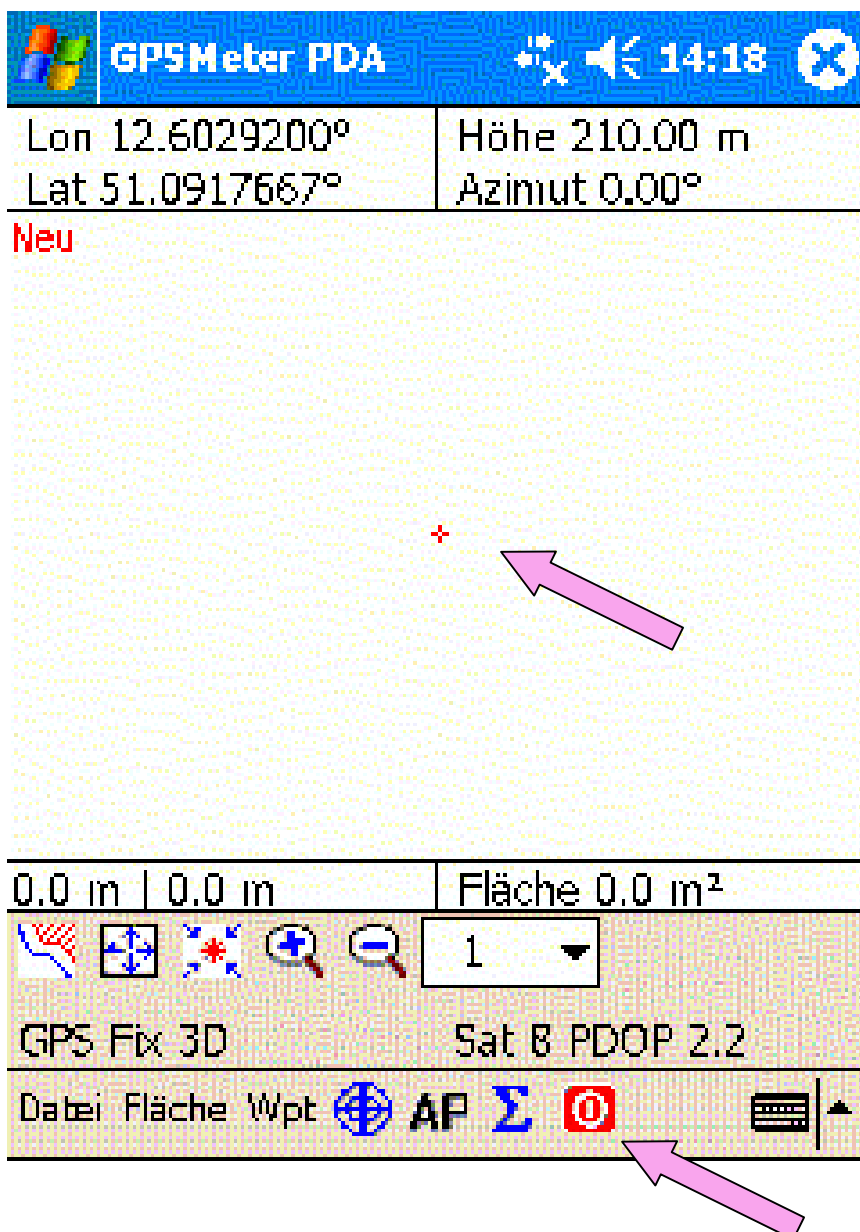 GPSMeter PDA 14:18
Lon 12.6029200° Höhe 210.00 m
Lat 51.0917667° Azimut 0.00°
Neu
0.0 m | 0.0 m Fläche 0.0 m²
1
GPS Fix 3D Sat 8 PDOP 2.2
Datei Fläche Wpt AP Σ 0